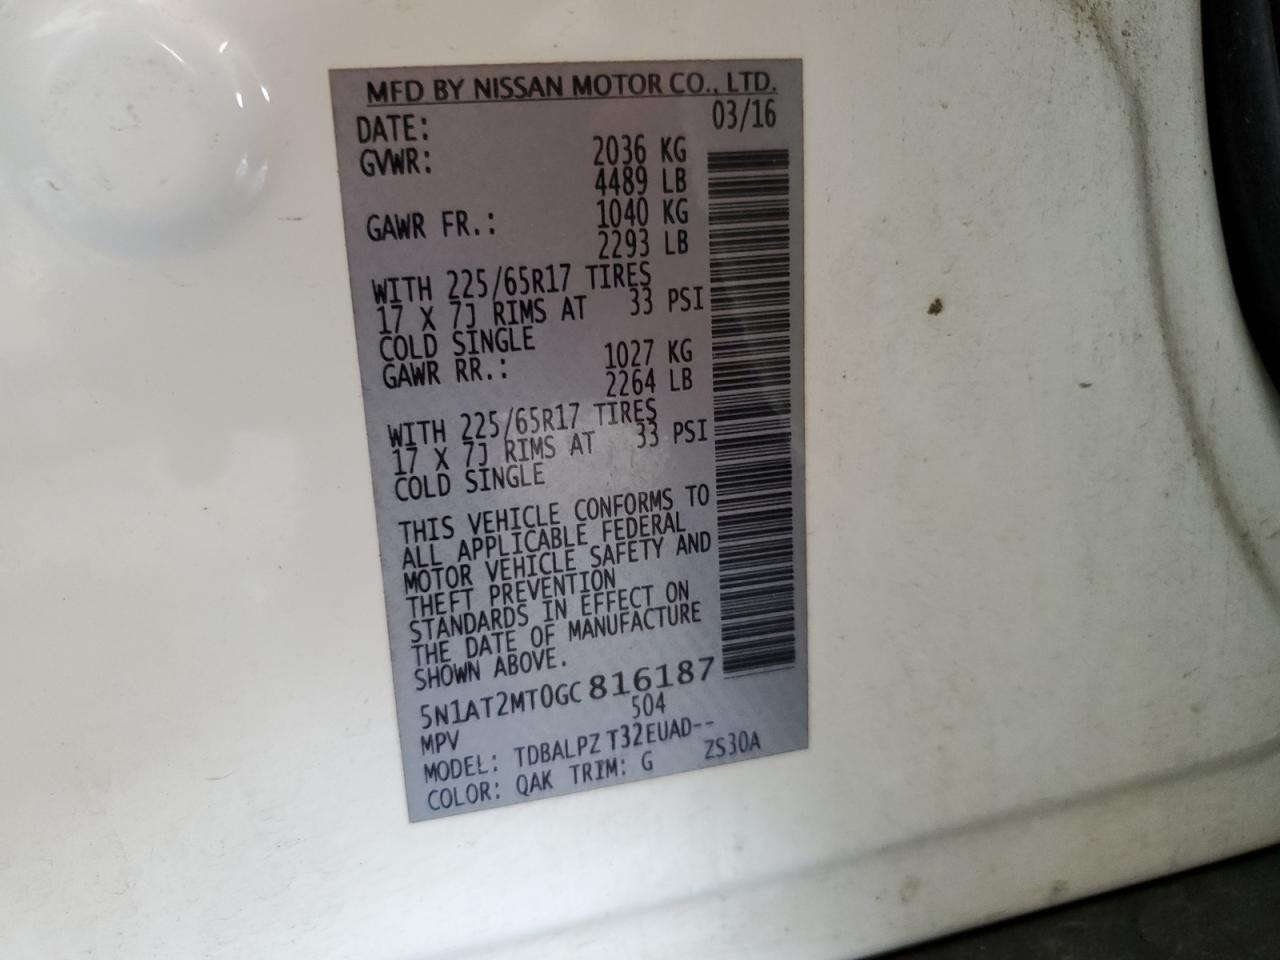 MFD BY NISSAN MOTOR CO., LTD.
DATE: 03/16
GVWR: 2036 KG
4489 LB
GAWR FR.: 1040 KG
2293 LB
WITH 225/65R17 TIRES
17 X 7J RIMS AT 33 PSI
COLD SINGLE
GAWR RR.: 1027 KG
2264 LB
WITH 225/65R17 TIRES
17 X 7J RIMS AT 33 PSI
COLD SINGLE
THIS VEHICLE CONFORMS TO
ALL APPLICABLE FEDERAL
MOTOR VEHICLE SAFETY AND
THEFT PREVENTION
STANDARDS IN EFFECT ON
THE DATE OF MANUFACTURE
SHOWN ABOVE.
5N1AT2MT0GC816187
MPV 504
MODEL: TDBALPZ T32EUAD--
COLOR: QAK TRIM: G ZS30A